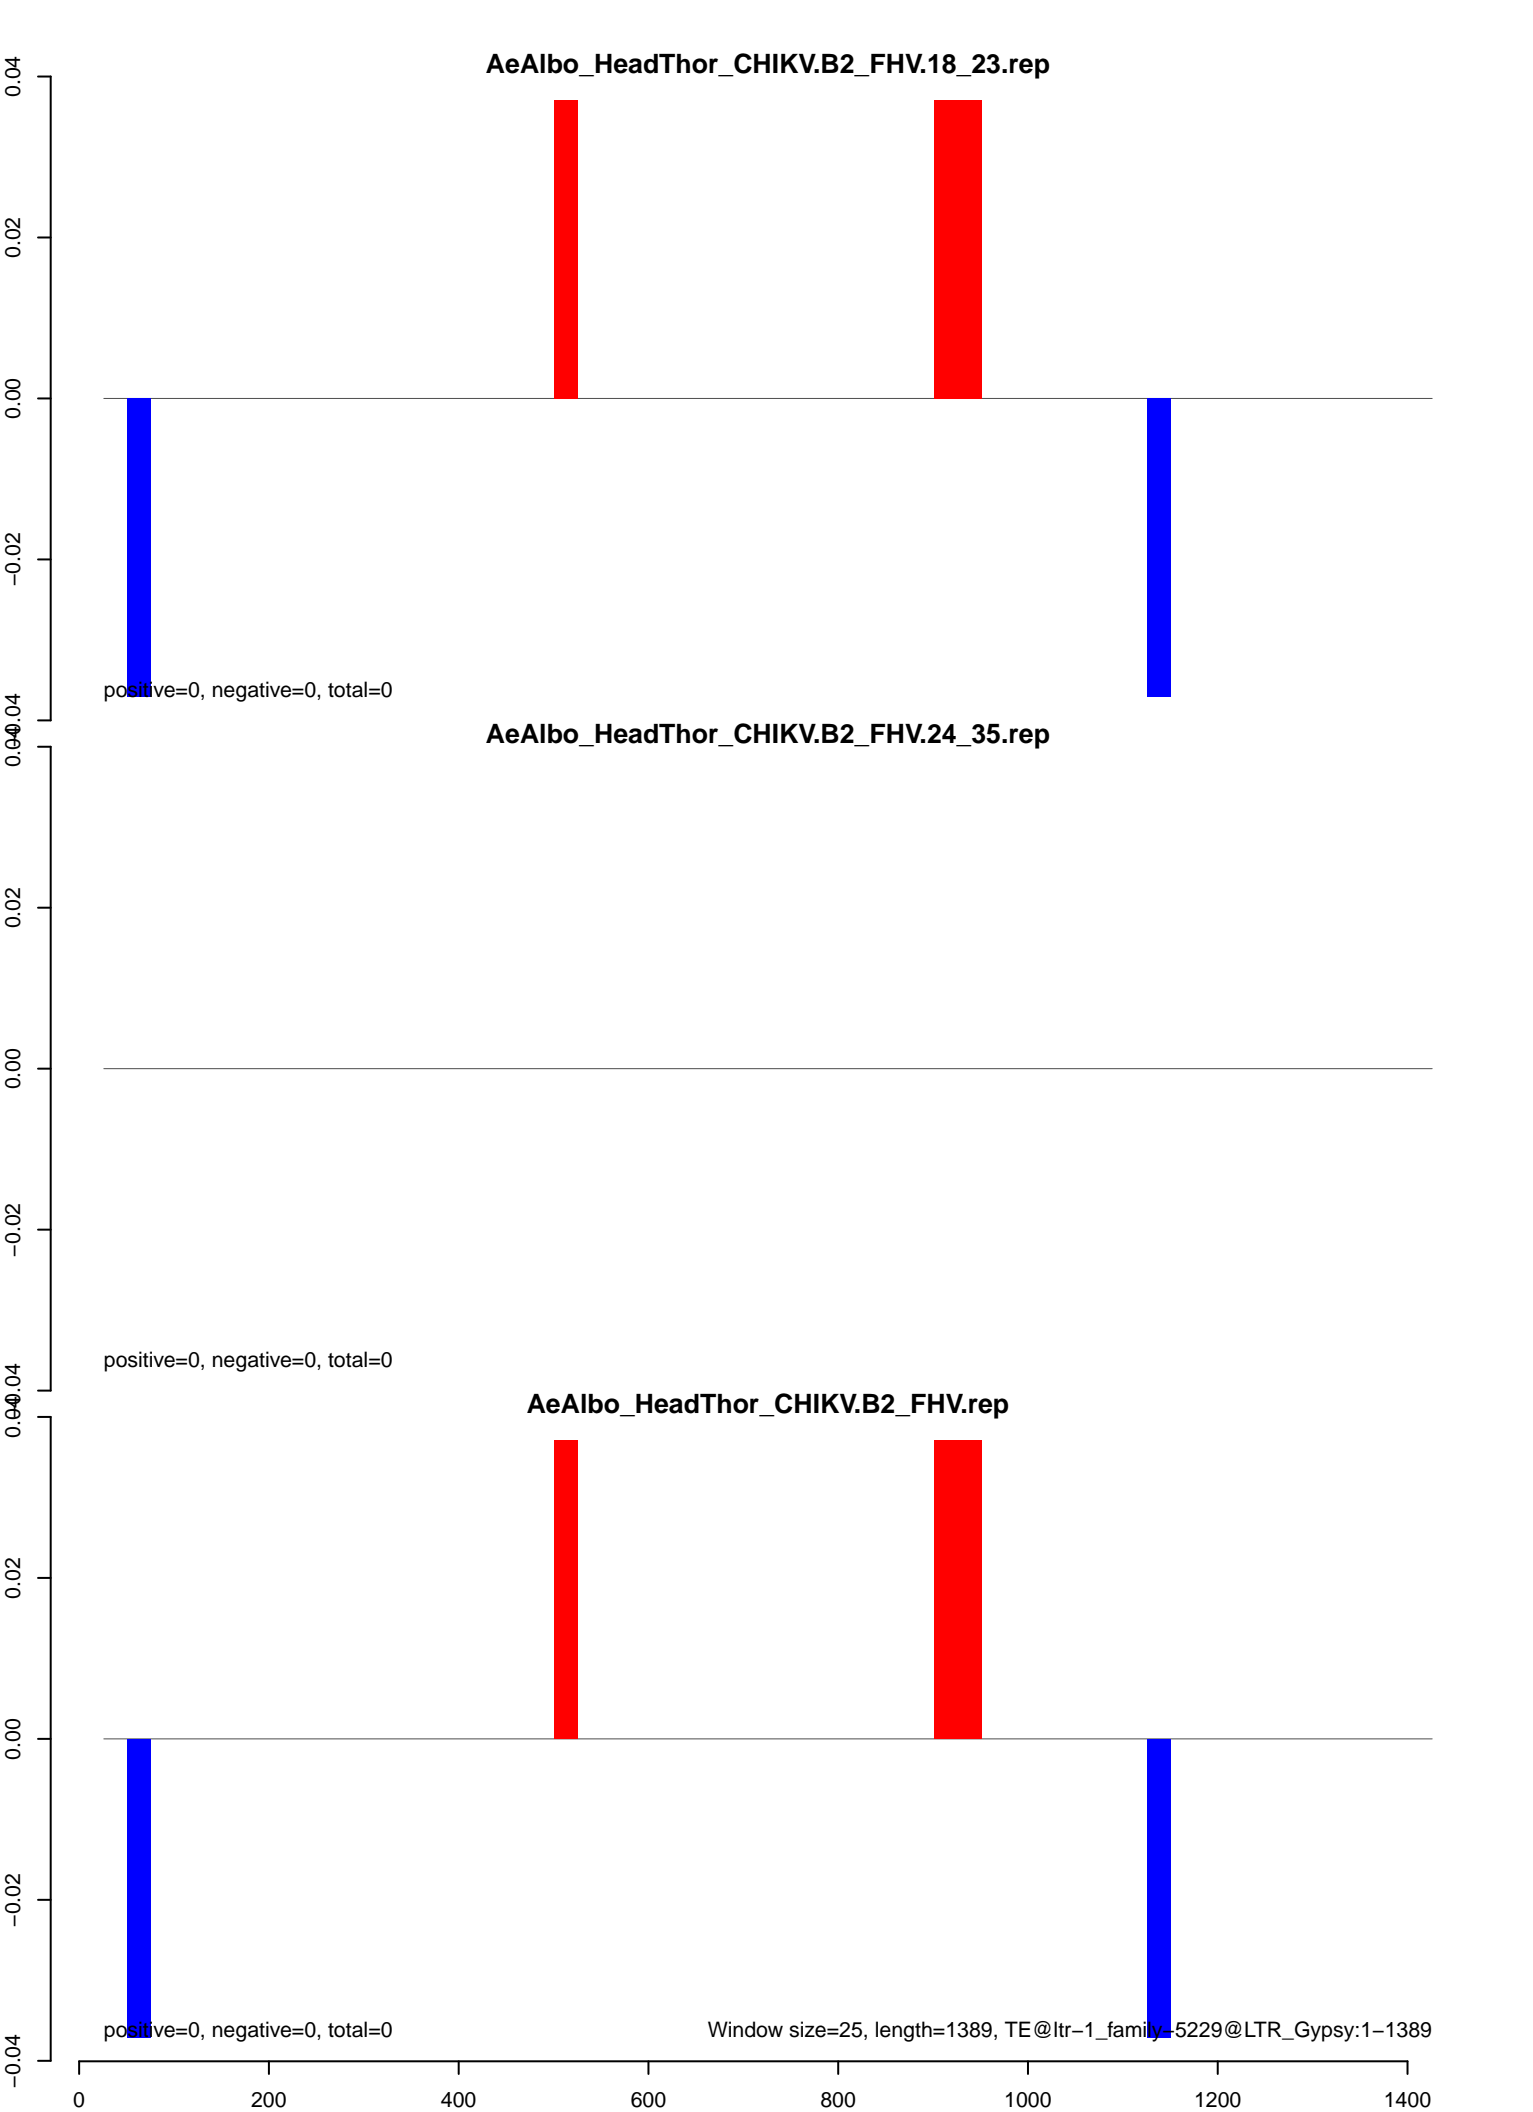 AeAlbo_HeadThor_CHIKV.B2_FHV.18_23.rep
0.04
0.02
0.00
−0.02
−0.04
positive=0, negative=0, total=0
AeAlbo_HeadThor_CHIKV.B2_FHV.24_35.rep
0.04
0.02
0.00
−0.02
−0.04
positive=0, negative=0, total=0
AeAlbo_HeadThor_CHIKV.B2_FHV.rep
0.04
0.02
0.00
−0.02
−0.04
positive=0, negative=0, total=0
Window size=25, length=1389, TE@ltr−1_family−5229@LTR_Gypsy:1−1389
0 200 400 600 800 1000 1200 1400